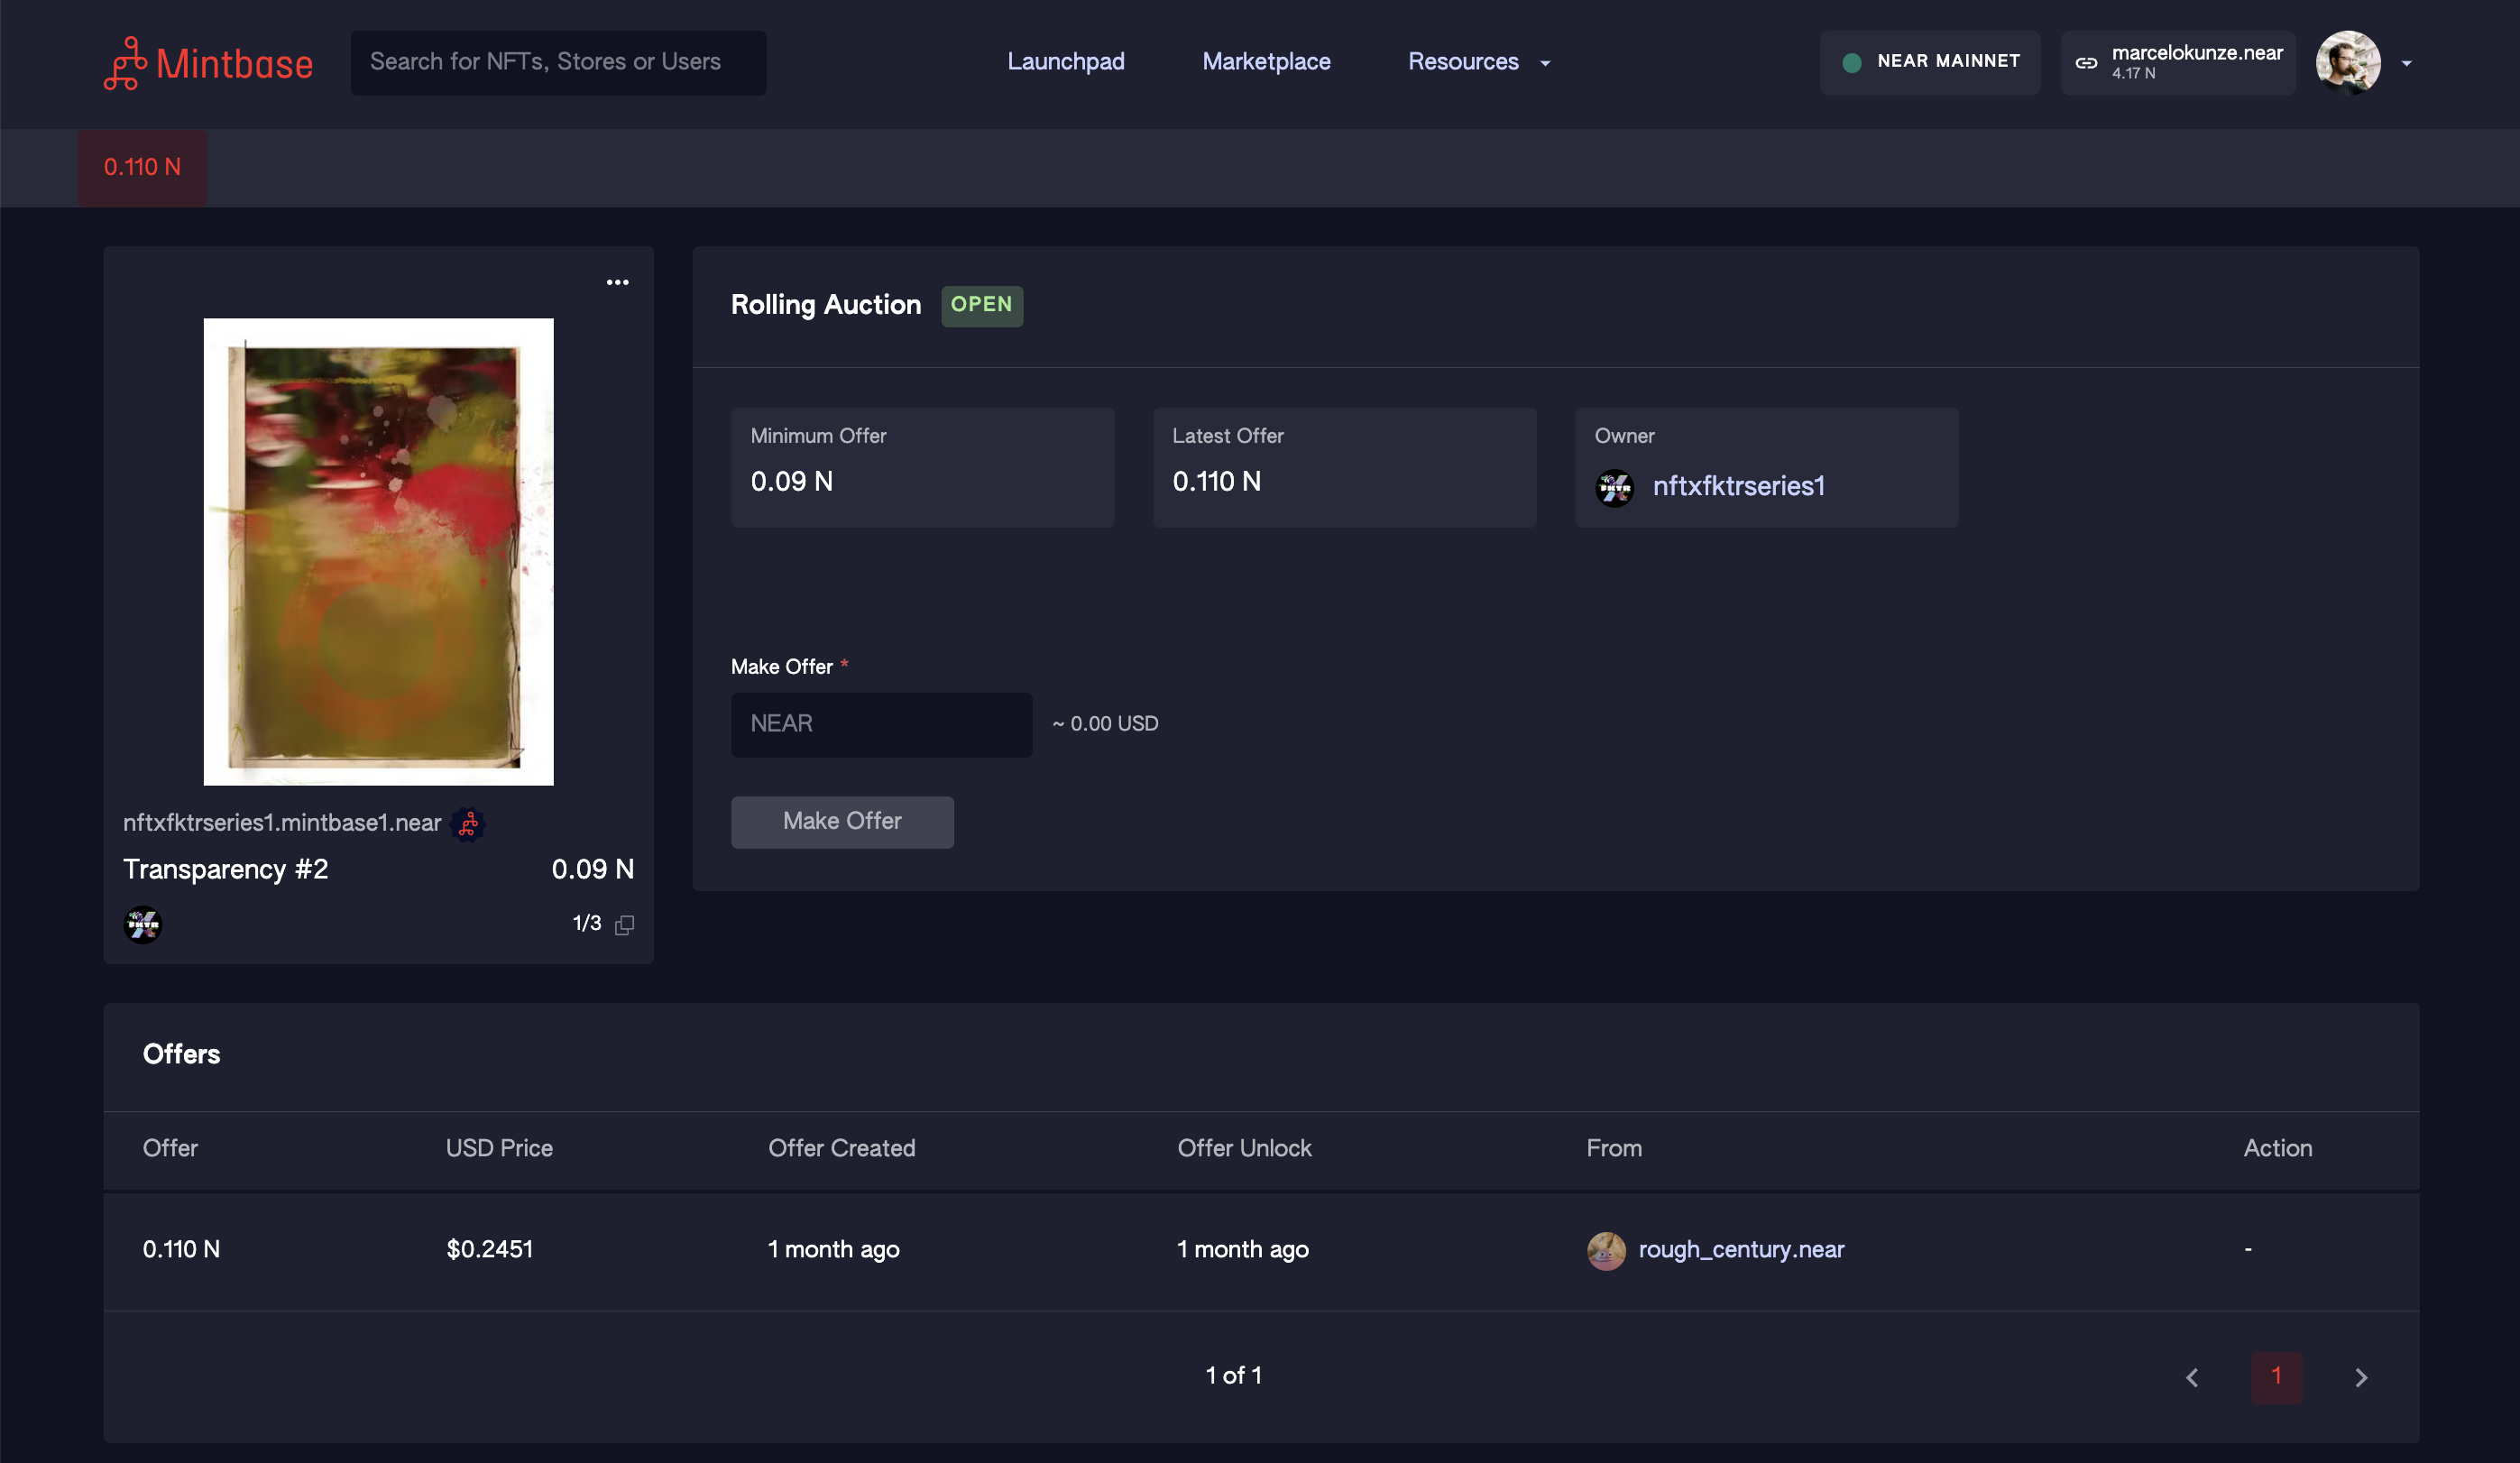 Mintbase
Search for NFTs, Stores or Users
Launchpad
Marketplace
Resources
NEAR MAINNET
marcelokunze.near
4.17 N
0.110 N
Rolling Auction
OPEN
Minimum Offer
0.09 N
Latest Offer
0.110 N
Owner
nftxfktrseries1
Make Offer *
NEAR
~ 0.00 USD
Make Offer
nftxfktrseries1.mintbase1.near
Transparency #2
0.09 N
1/3
Offers
Offer USD Price Offer Created Offer Unlock From Action
0.110 N $0.2451 1 month ago 1 month ago rough_century.near -
1 of 1
1